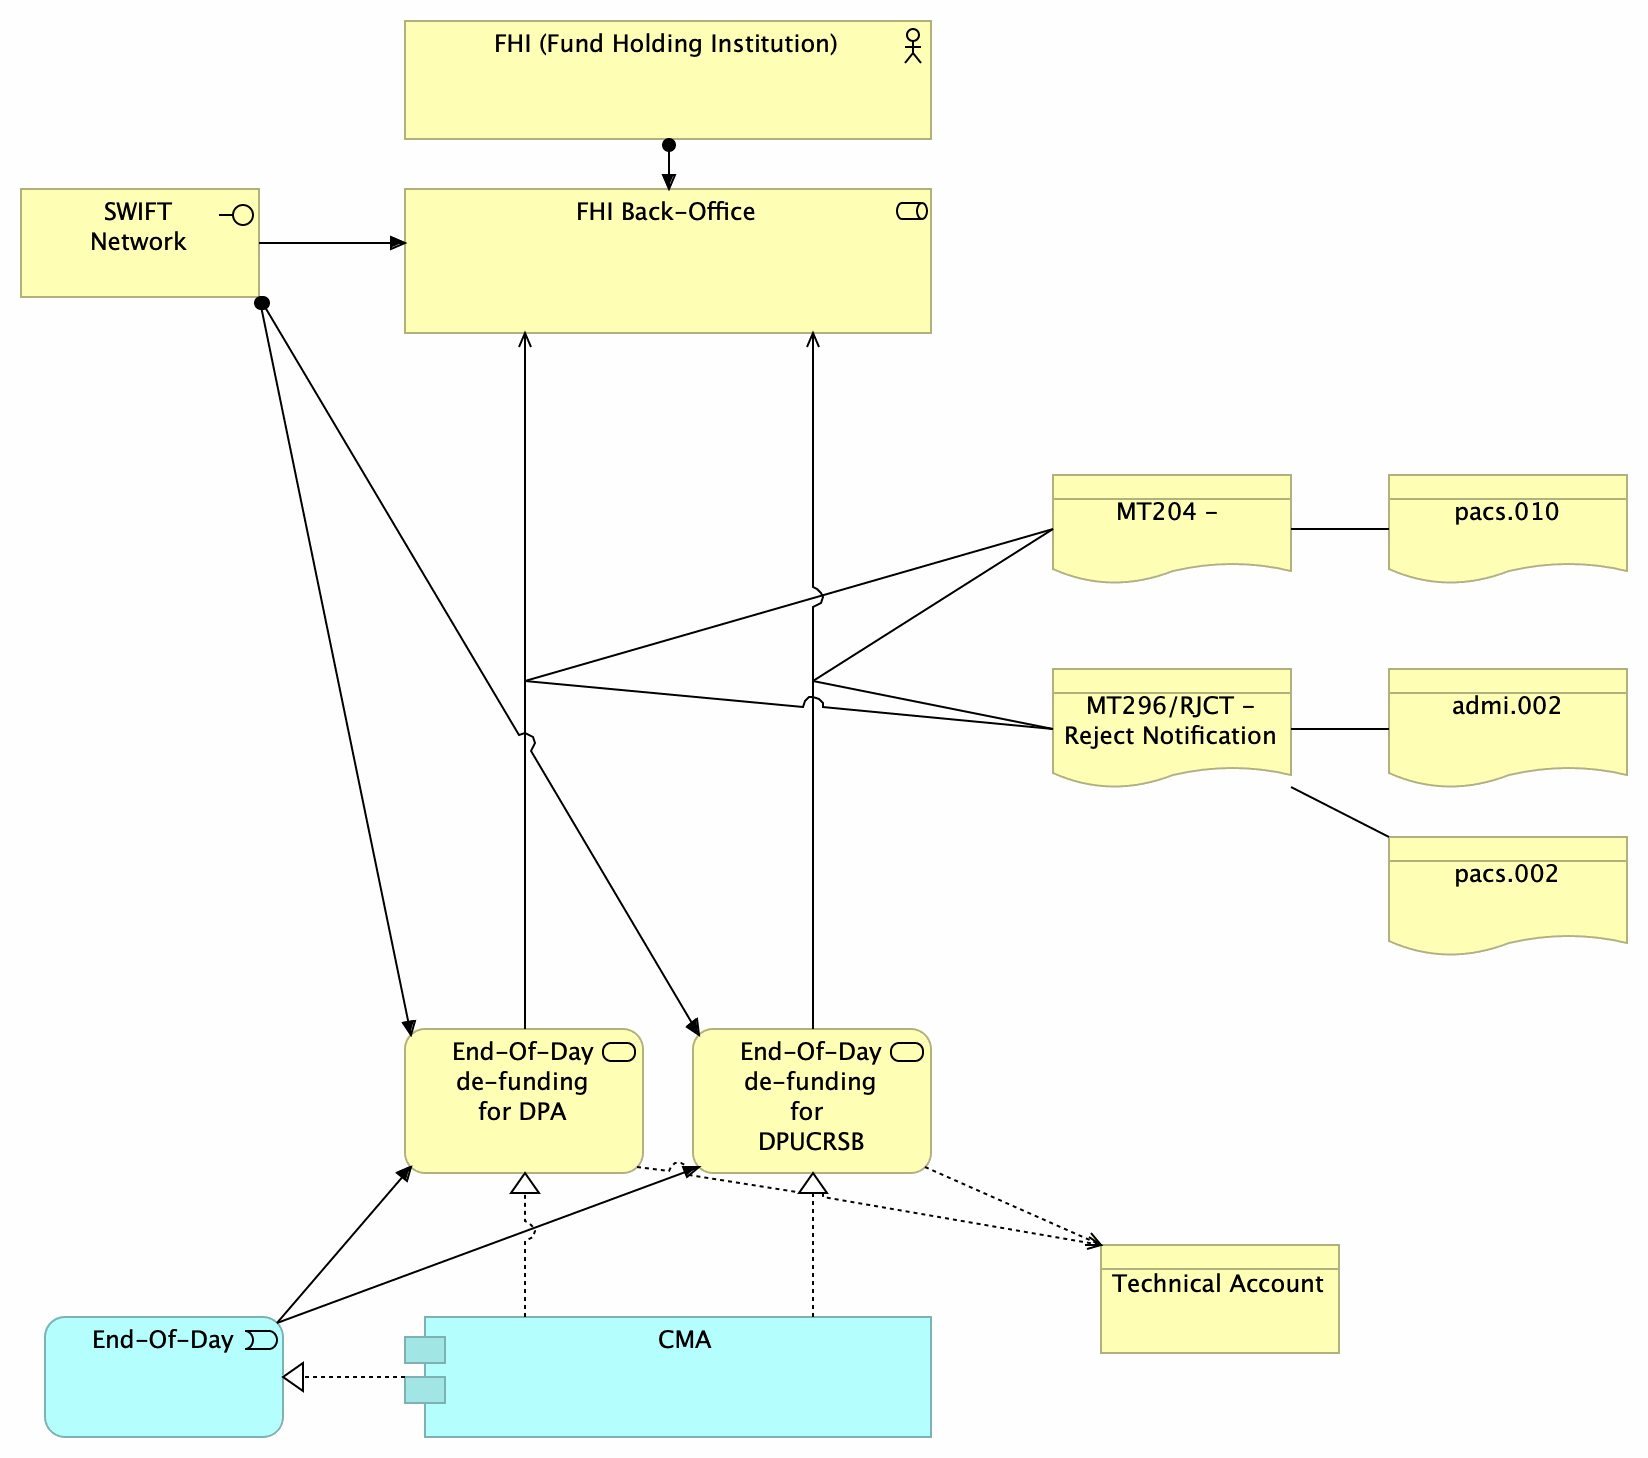 FHI (Fund Holding Institution)
SWIFT
Network
FHI Back-Office
MT204 -
pacs.010
MT296/RJCT -
Reject Notification
admi.002
pacs.002
End-Of-Day
de-funding
for DPA
End-Of-Day
de-funding
for
DPUCRSB
Technical Account
End-Of-Day
CMA